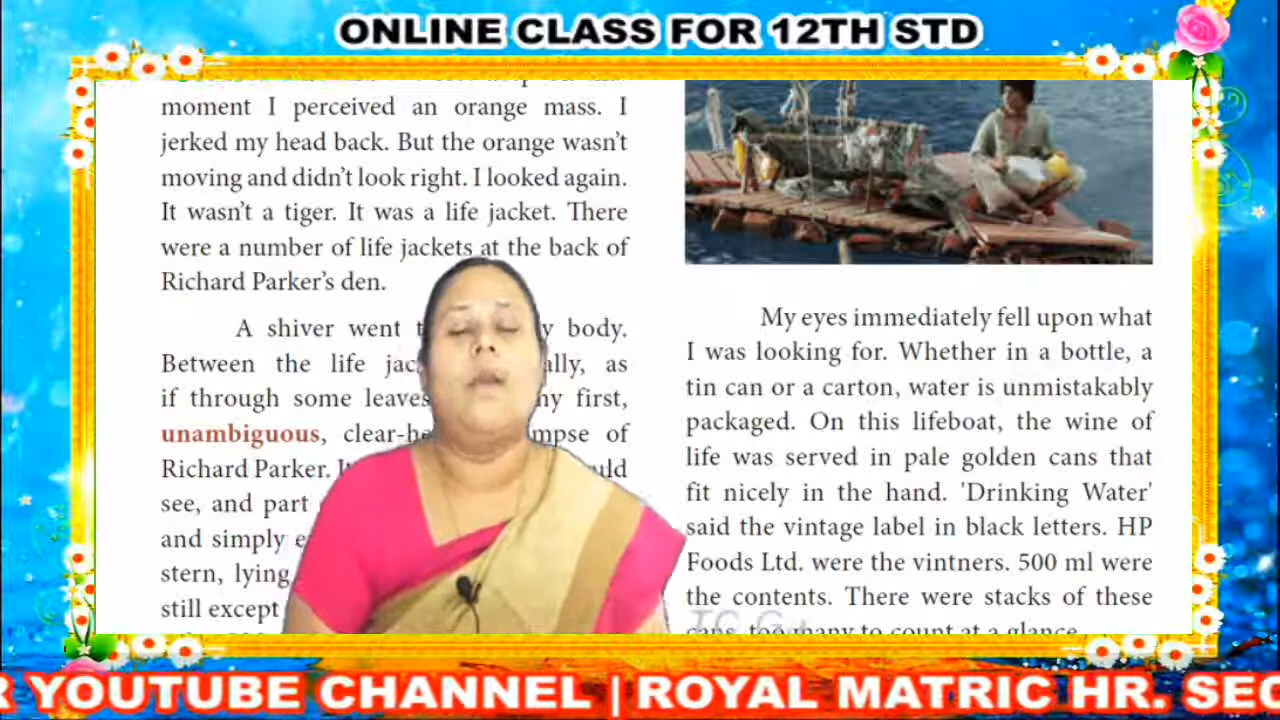 ONLINE CLASS FOR 12TH STD
moment I perceived an orange mass. I
jerked my head back. But the orange wasn't
moving and didn't look right. I looked again.
It wasn't a tiger. It was a life jacket. There
were a number of life jackets at the back of
Richard Parker's den.
A shiver went body.
Between the life as
if through some leaves first,
unambiguous, of
Richard Parker.
see, and part
and simply
stern, lying
still except
My eyes immediately fell upon what
I was looking for. Whether in a bottle, a
tin can or a carton, water is unmistakably
packaged. On this lifeboat, the wine of
life was served in pale golden cans that
fit nicely in the hand. 'Drinking Water'
said the vintage label in black letters. HP
Foods Ltd. were the vintners. 500 ml were
the contents. There were stacks of these
cans, too many to count at a glance.
YOUTUBE CHANNEL | ROYAL MATRIC HR. SEC